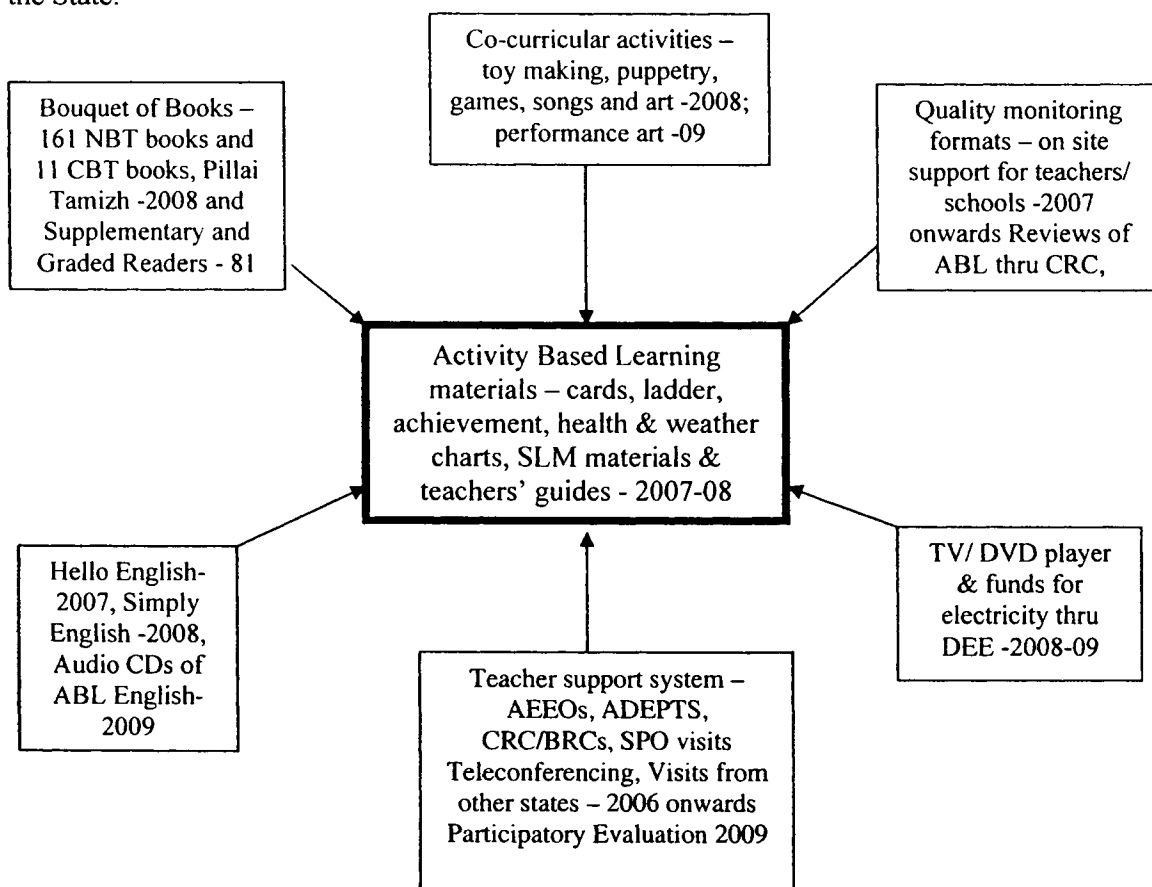 the State.
Co-curricular activities –
toy making, puppetry,
games, songs and art -2008;
performance art -09
Bouquet of Books –
161 NBT books and
11 CBT books, Pillai
Tamizh -2008 and
Supplementary and
Graded Readers - 81
Quality monitoring
formats – on site
support for teachers/
schools -2007
onwards Reviews of
ABL thru CRC,
Activity Based Learning
materials – cards, ladder,
achievement, health & weather
charts, SLM materials &
teachers' guides - 2007-08
Hello English-
2007, Simply
English -2008,
Audio CDs of
ABL English-
2009
Teacher support system –
AEEOs, ADEPTS,
CRC/BRCs, SPO visits
Teleconferencing, Visits from
other states – 2006 onwards
Participatory Evaluation 2009
TV/ DVD player
& funds for
electricity thru
DEE -2008-09